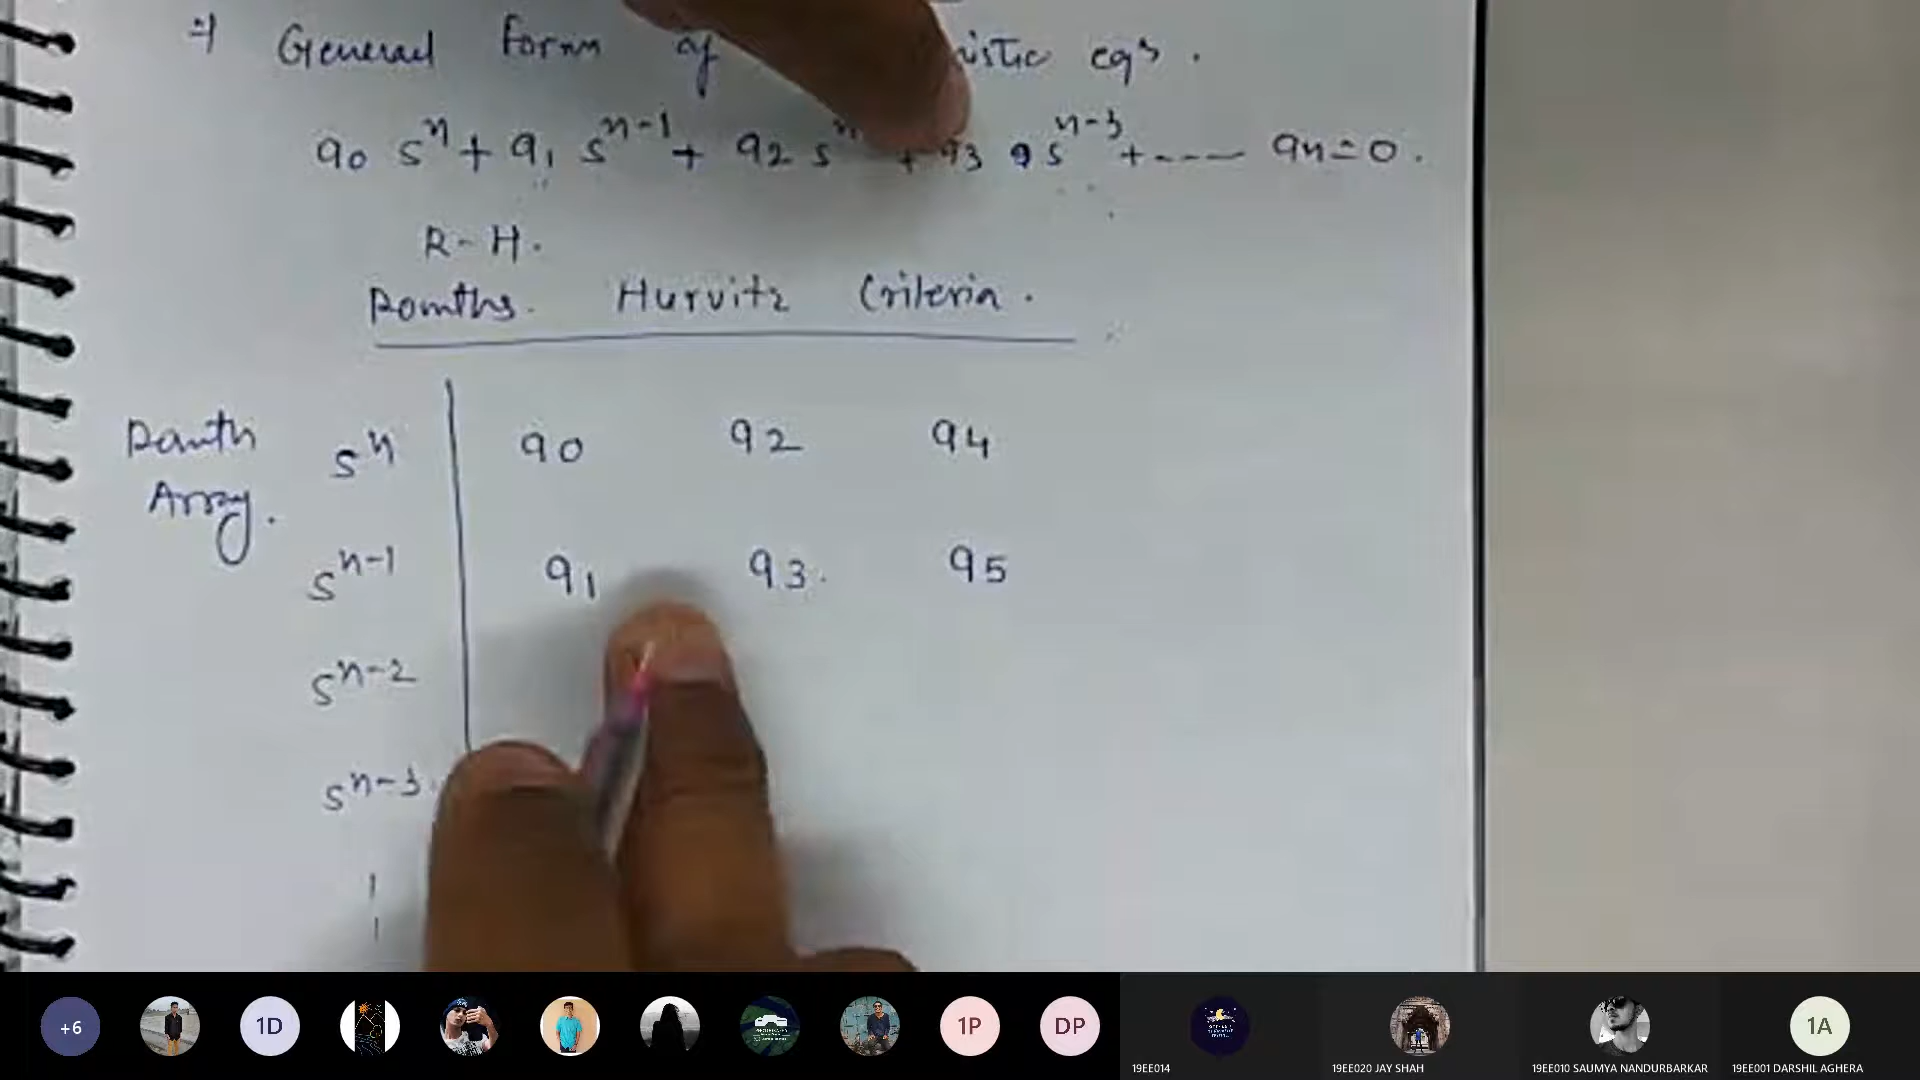 =) General Form of istic eqs.
a0 s^n + a1 s^n-1 + a2 s^n + a3 a s^n-3 + ---- an=0.
R-H.
Rouths. Hurvitz Criteria.
Routh Array.
s^n a0 a2 a4
s^n-1 a1 a3. a5
s^n-2
s^n-3.
+6 1D 1P DP 1A
19EE014 19EE020 JAY SHAH 19EE010 SAUMYA NANDURBARKAR 19EE001 DARSHIL AGHERA